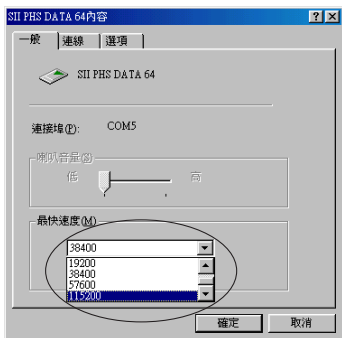 SII PHS DATA 64內容
一般 連線 選項
SII PHS DATA 64
連接埠(P): COM5
喇叭音量(S)
低 高
最快速度(M)
38400
19200
38400
57600
115200
確定 取消